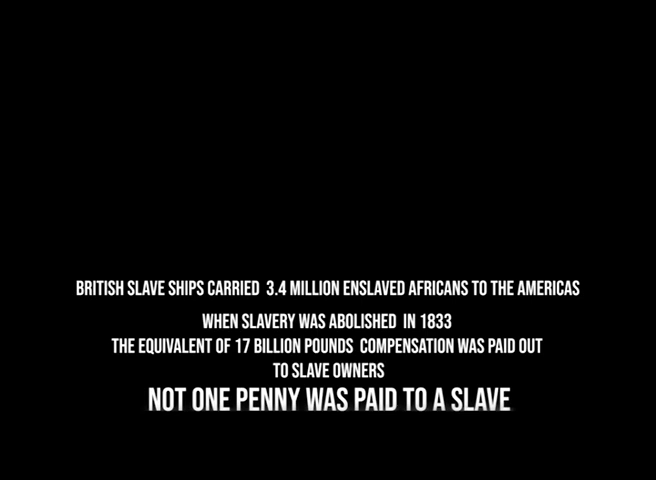 BRITISH SLAVE SHIPS CARRIED 3.4 MILLION ENSLAVED AFRICANS TO THE AMERICAS
WHEN SLAVERY WAS ABOLISHED IN 1833
THE EQUIVALENT OF 17 BILLION POUNDS COMPENSATION WAS PAID OUT
TO SLAVE OWNERS
NOT ONE PENNY WAS PAID TO A SLAVE